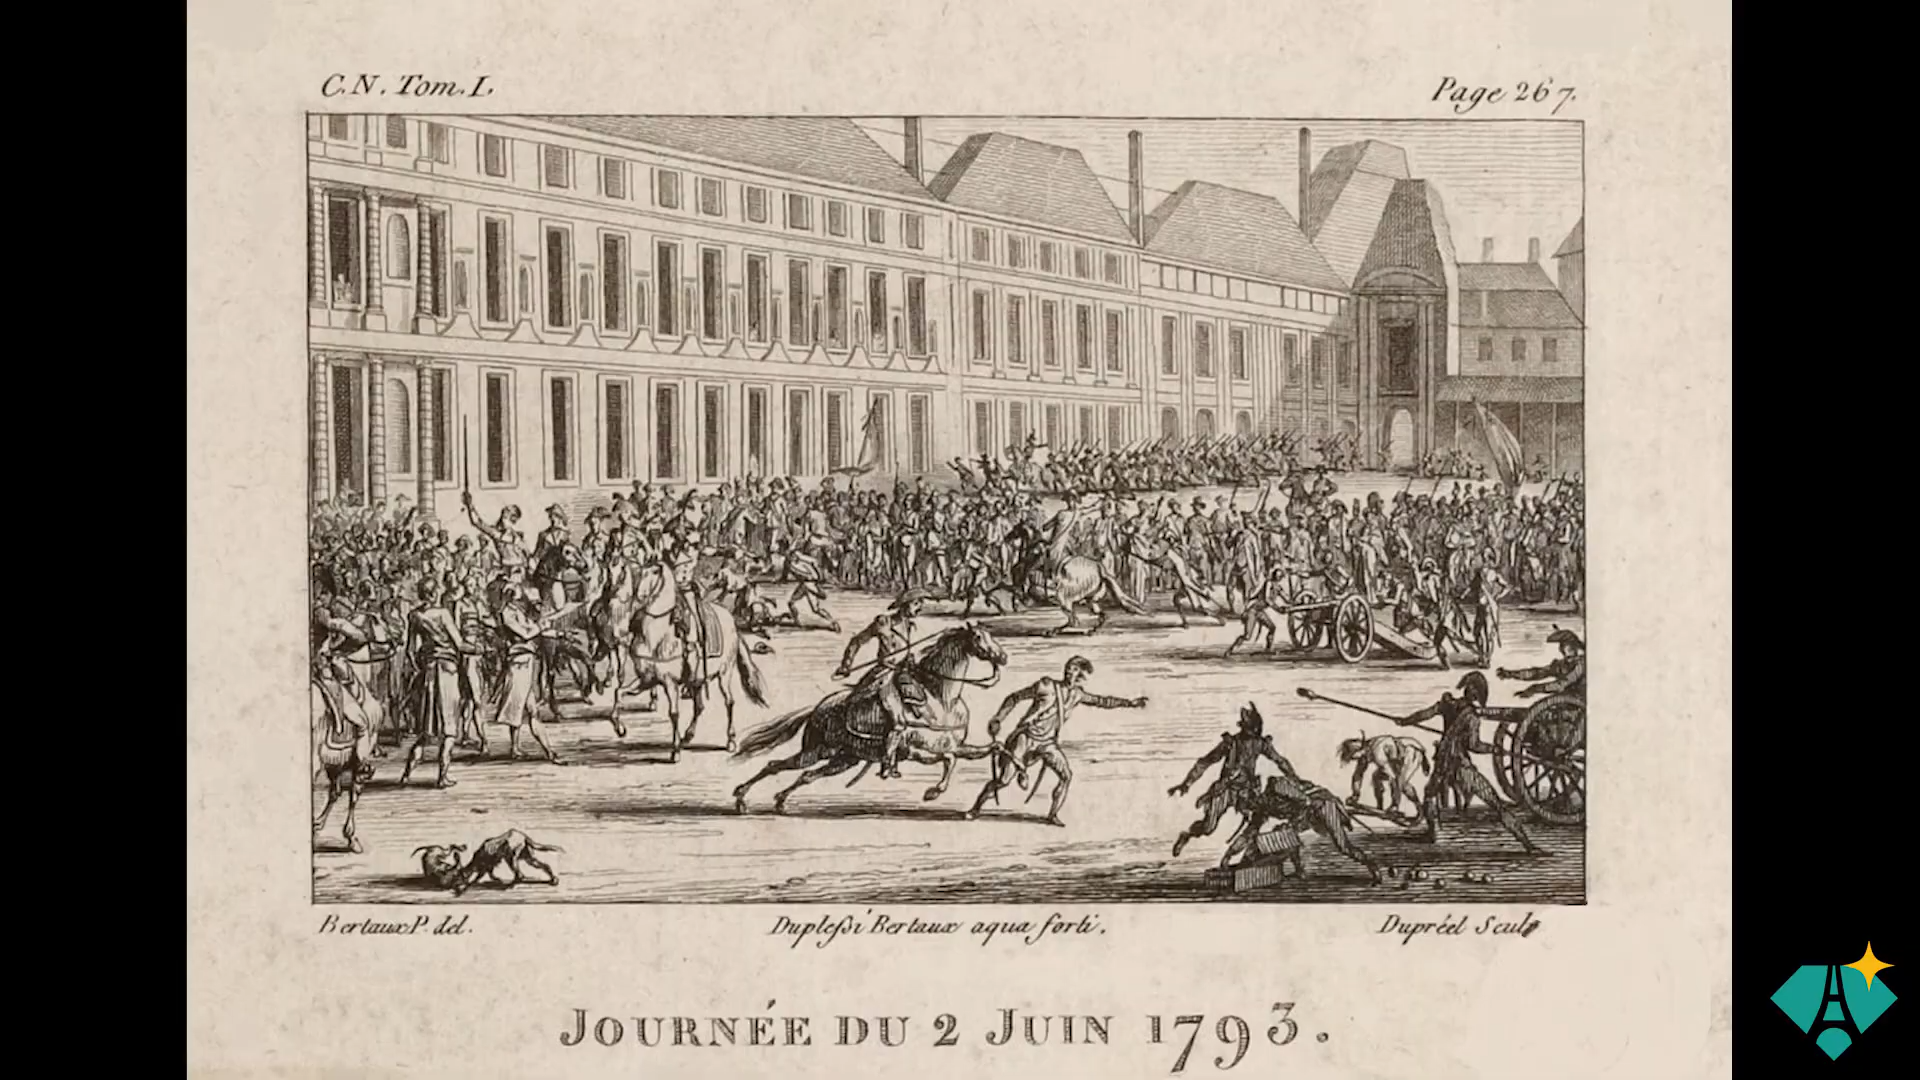 C.N. Tom. I.
Page 267.
Bertaux P. del.
Duplessi' Bertaux aqua forti.
Dupréel Sculp
JOURNÉE DU 2 JUIN 1793.